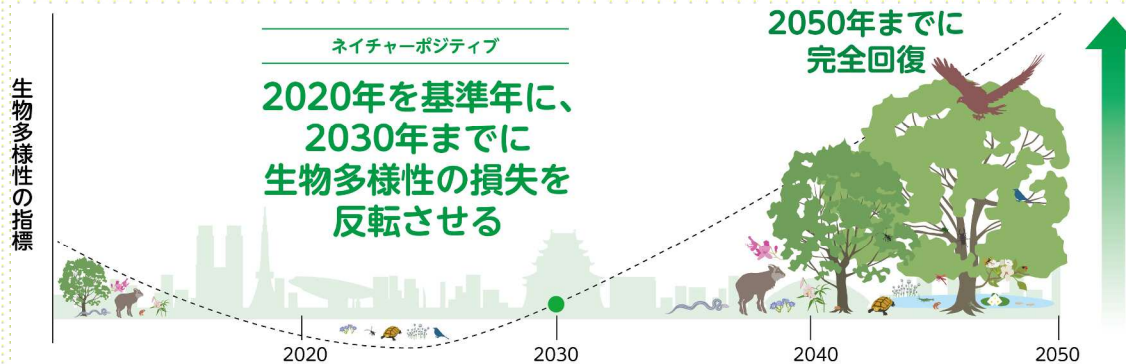 ネイチャーポジティブ
2020年を基準年に、
2030年までに
生物多様性の損失を
反転させる
2050年までに
完全回復
生物多様性の指標
2020
2030
2040
2050